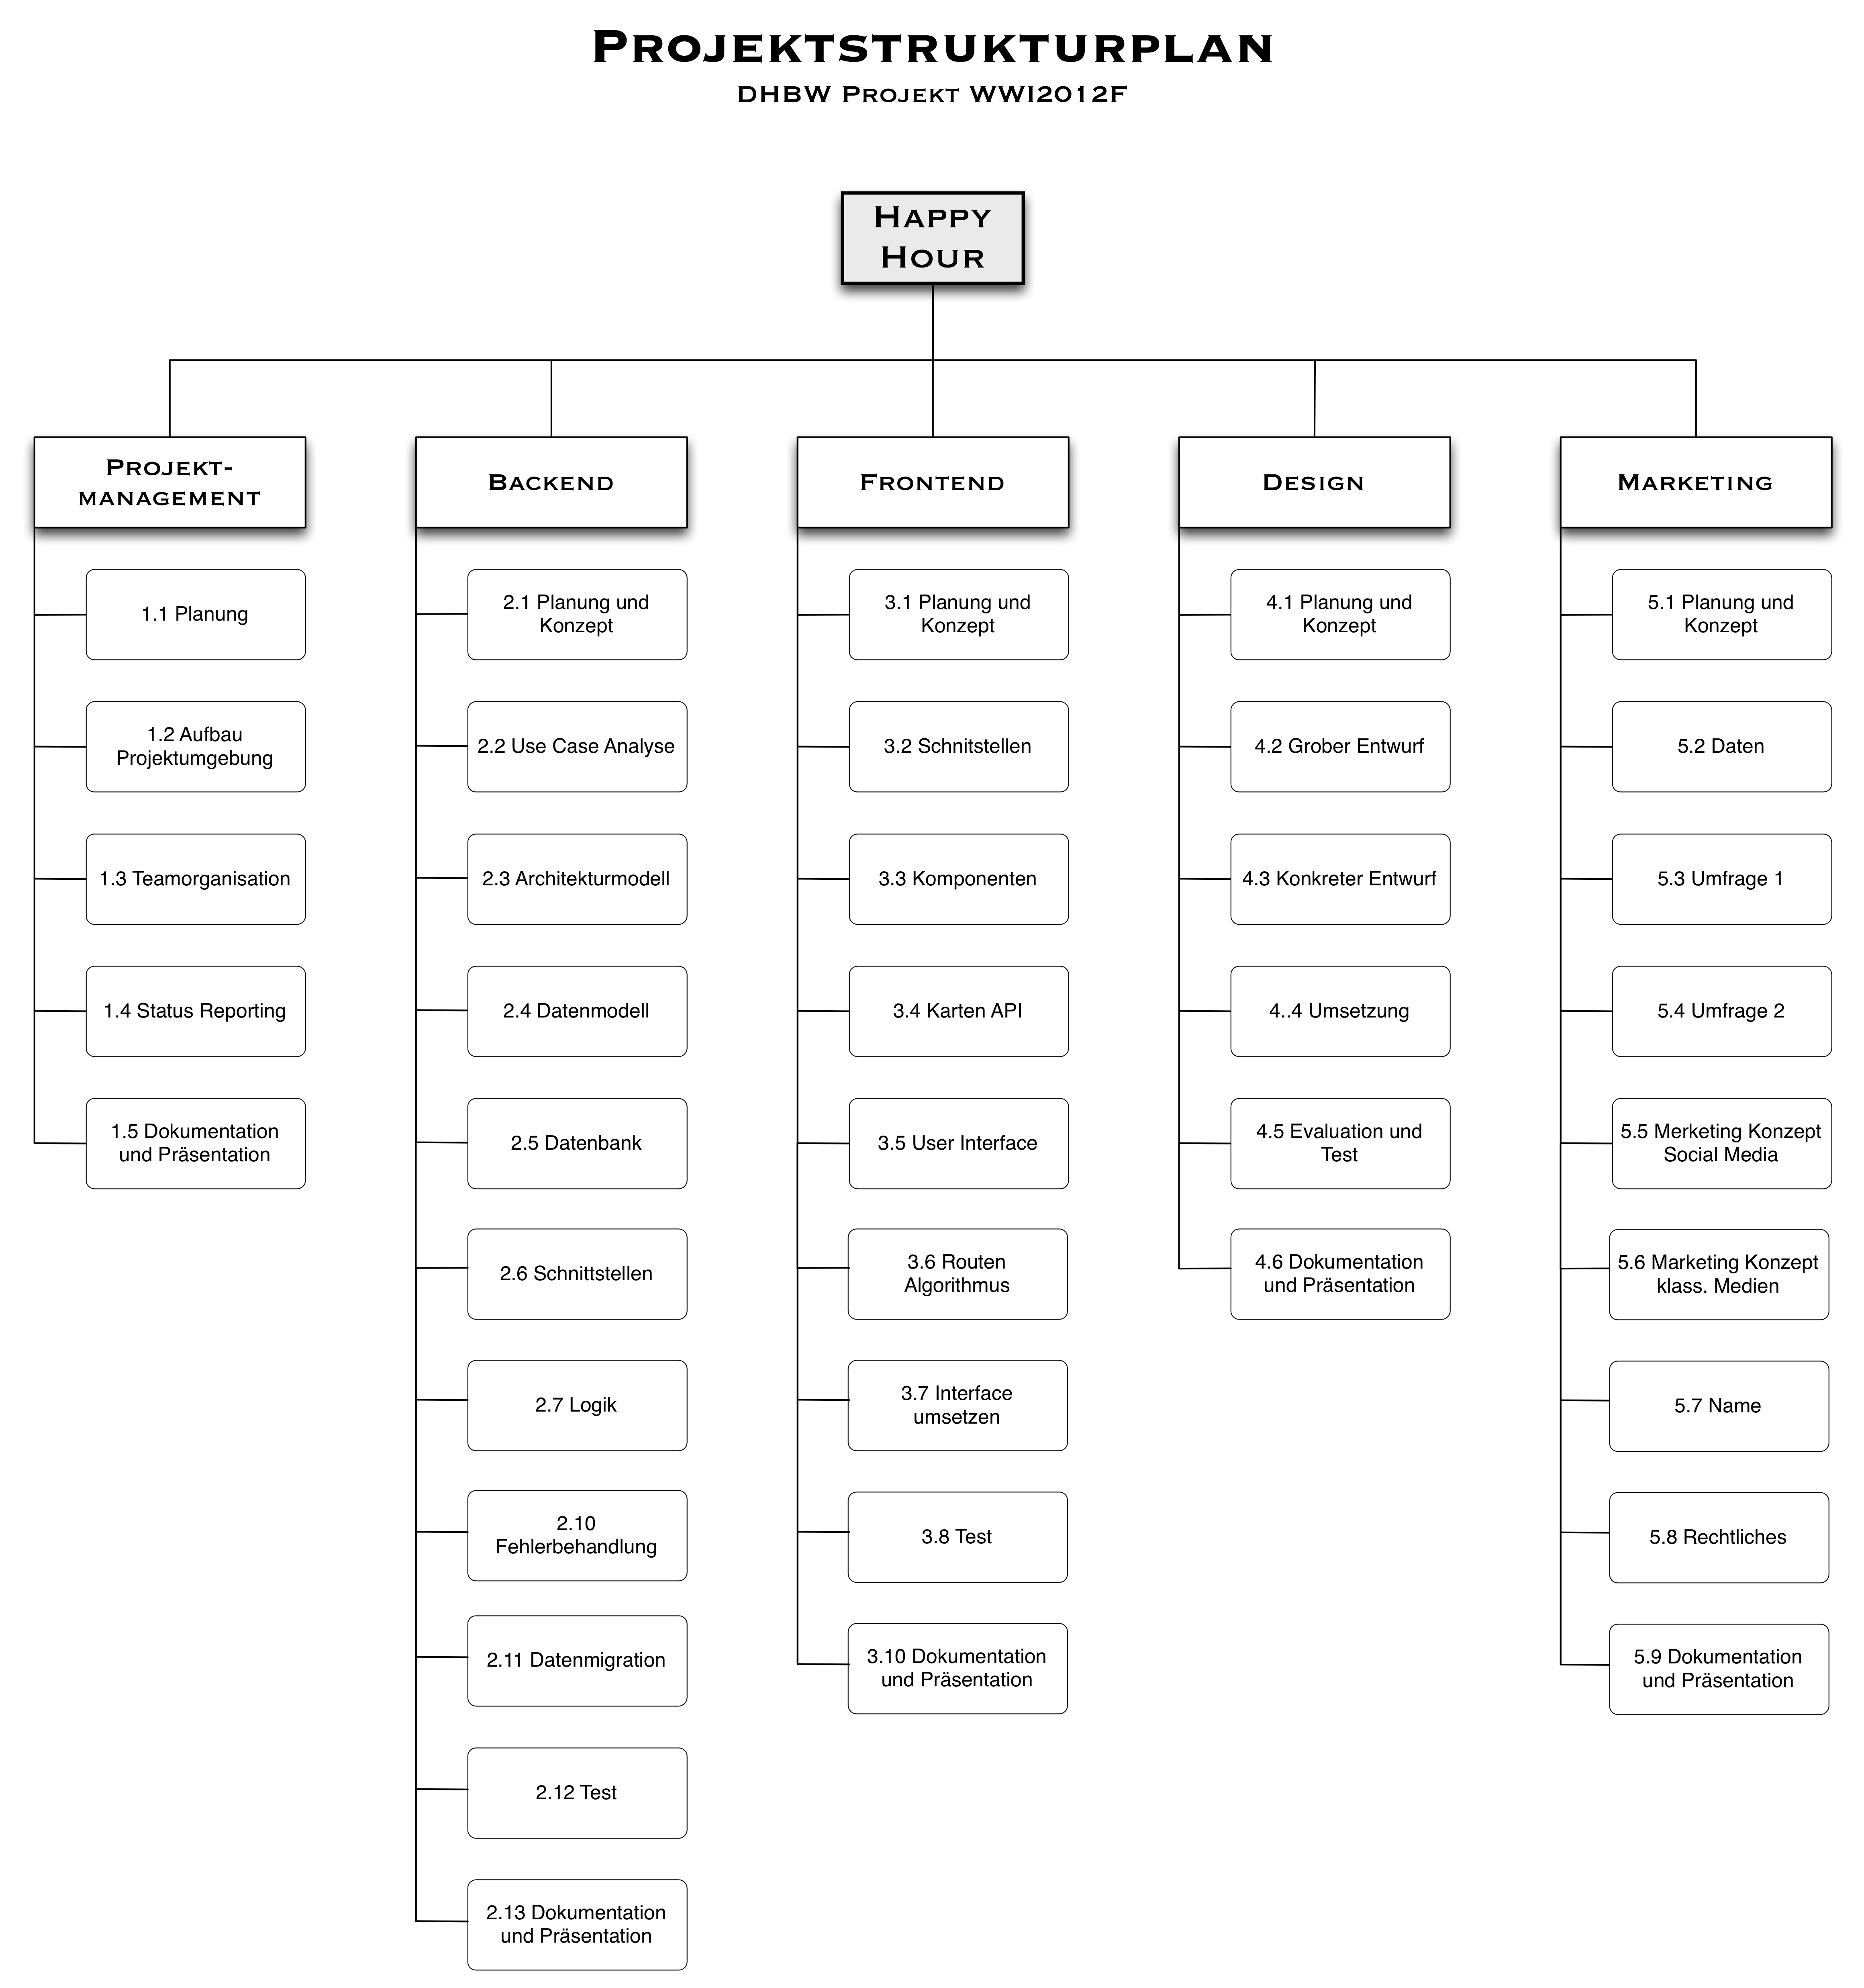 PROJEKTSTRUKTURPLAN
DHBW PROJEKT WWI2012F
HAPPY
HOUR
PROJEKT-
MANAGEMENT
1.1 Planung
1.2 Aufbau
Projektumgebung
1.3 Teamorganisation
1.4 Status Reporting
1.5 Dokumentation
und Präsentation
BACKEND
2.1 Planung und
Konzept
2.2 Use Case Analyse
2.3 Architekturmodell
2.4 Datenmodell
2.5 Datenbank
2.6 Schnittstellen
2.7 Logik
2.10
Fehlerbehandlung
2.11 Datenmigration
2.12 Test
2.13 Dokumentation
und Präsentation
FRONTEND
3.1 Planung und
Konzept
3.2 Schnitstellen
3.3 Komponenten
3.4 Karten API
3.5 User Interface
3.6 Routen
Algorithmus
3.7 Interface
umsetzen
3.8 Test
3.10 Dokumentation
und Präsentation
DESIGN
4.1 Planung und
Konzept
4.2 Grober Entwurf
4.3 Konkreter Entwurf
4..4 Umsetzung
4.5 Evaluation und
Test
4.6 Dokumentation
und Präsentation
MARKETING
5.1 Planung und
Konzept
5.2 Daten
5.3 Umfrage 1
5.4 Umfrage 2
5.5 Merketing Konzept
Social Media
5.6 Marketing Konzept
klass. Medien
5.7 Name
5.8 Rechtliches
5.9 Dokumentation
und Präsentation